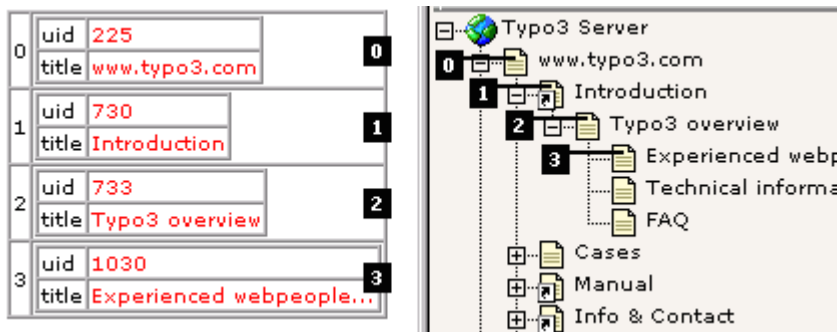 0 uid 225 0
title www.typo3.com
1 uid 730 1
title Introduction
2 uid 733 2
title Typo3 overview
3 uid 1030 3
title Experienced webpeople...
Typo3 Server
0 www.typo3.com
1 Introduction
2 Typo3 overview
3 Experienced webp
Technical informa
FAQ
Cases
Manual
Info & Contact